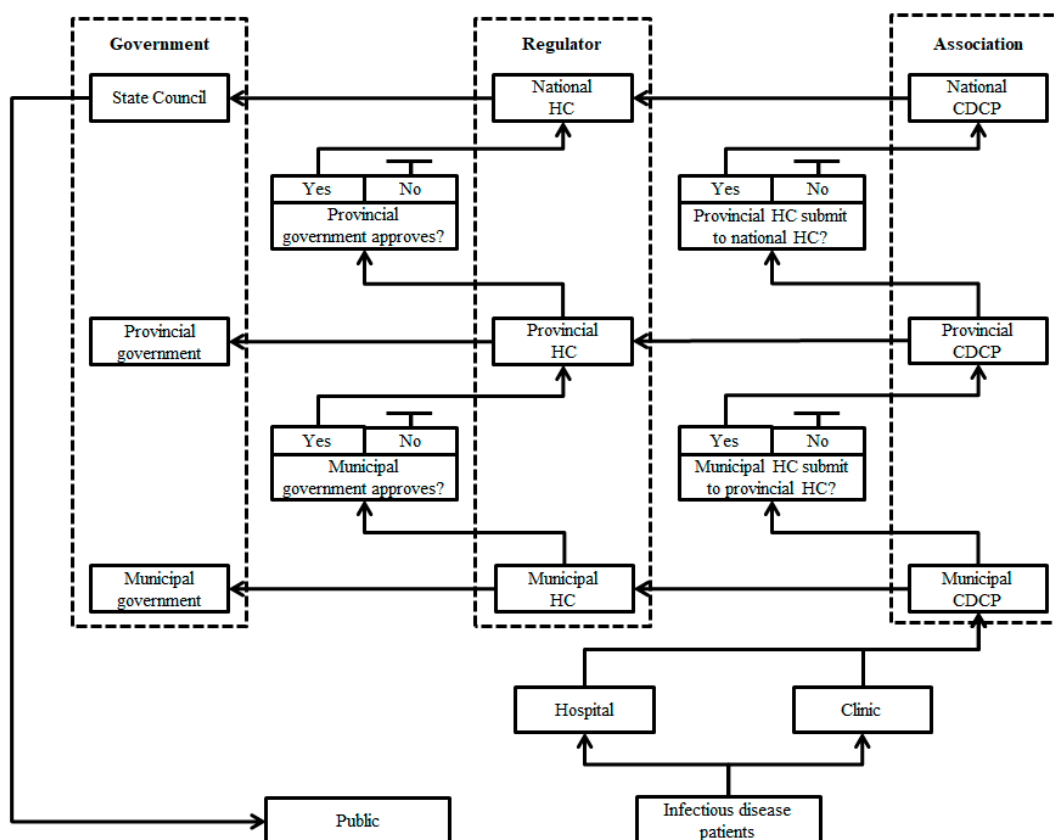 Government
Regulator
Association
State Council
National
HC
National
CDCP
Yes
No
Provincial
government approves?
Yes
No
Provincial HC submit
to national HC?
Provincial
government
Provincial
HC
Provincial
CDCP
Yes
No
Municipal
government approves?
Yes
No
Municipal HC submit
to provincial HC?
Municipal
government
Municipal
HC
Municipal
CDCP
Hospital
Clinic
Public
Infectious disease
patients